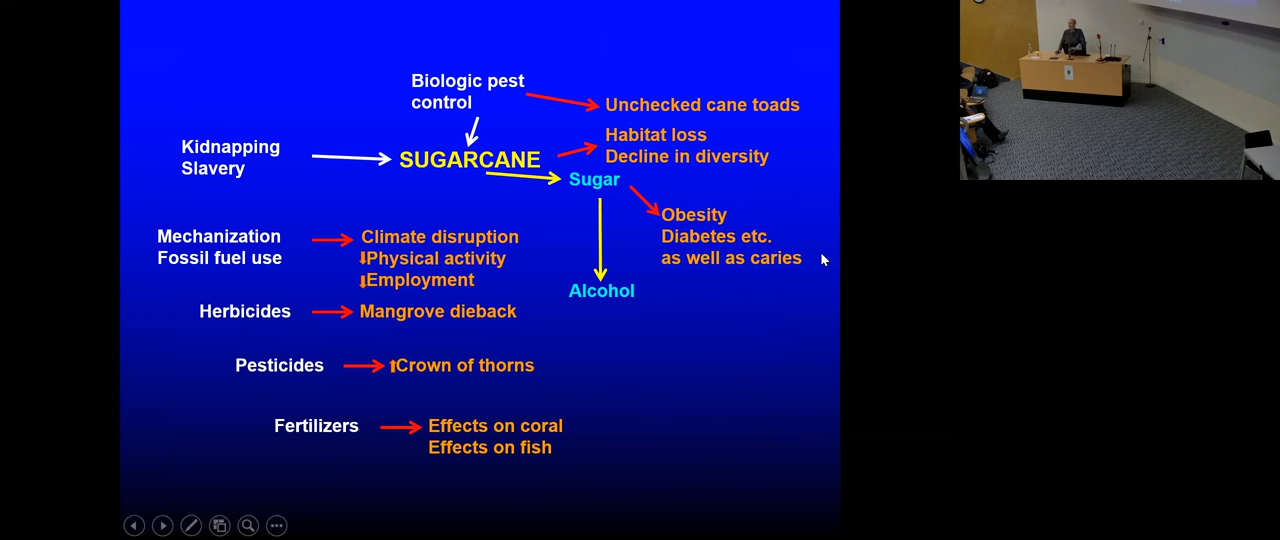 Biologic pest
control
Unchecked cane toads
Habitat loss
Decline in diversity
Kidnapping
Slavery
SUGARCANE
Sugar
Obesity
Diabetes etc.
as well as caries
Mechanization
Fossil fuel use
Climate disruption
⬇Physical activity
⬇Employment
Alcohol
Herbicides
Mangrove dieback
Pesticides
⬆Crown of thorns
Fertilizers
Effects on coral
Effects on fish